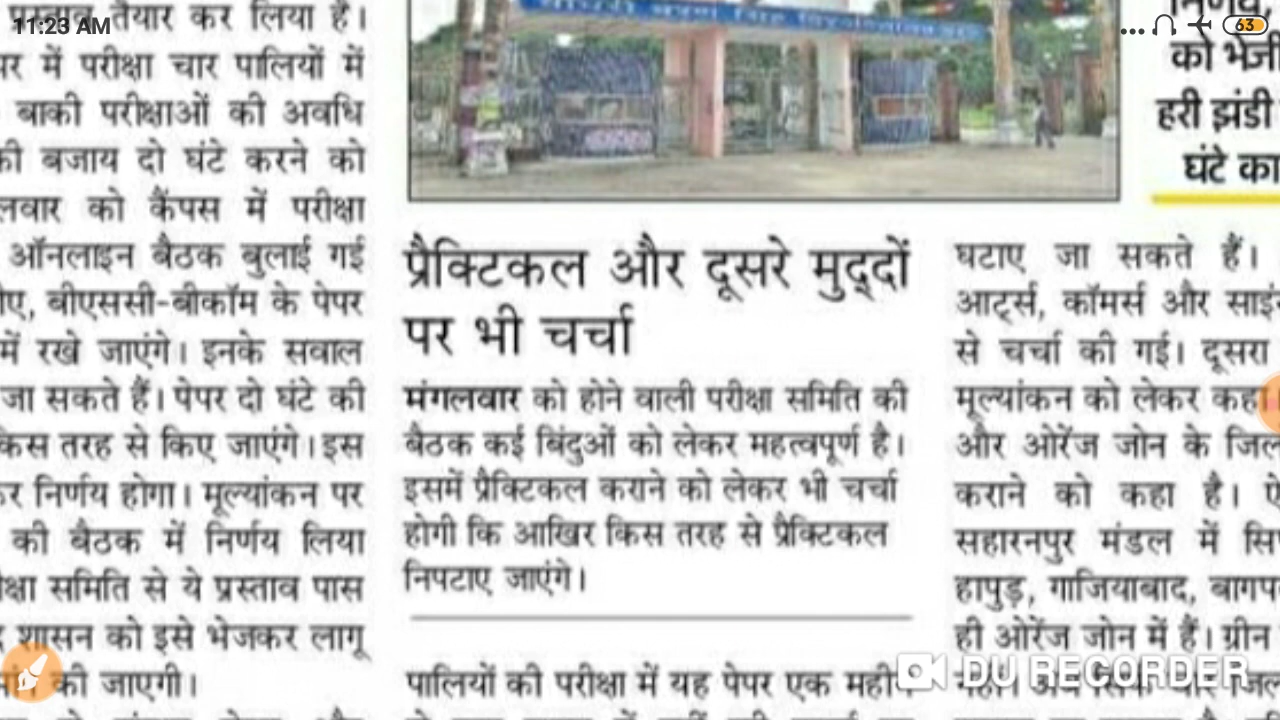 11:23 AM
63
प्रस्ताव तैयार कर लिया है।
में परीक्षा चार पालियों में
बाकी परीक्षाओं की अवधि
की बजाय दो घंटे करने को
को कैंपस में परीक्षा
ऑनलाइन बैठक बुलाई गई
बीएससी-बीकॉम के पेपर
में रखे जाएंगे। इनके सवाल
जा सकते हैं। पेपर दो घंटे की
किस तरह से किए जाएंगे। इस
निर्णय होगा। मूल्यांकन पर
की बैठक में निर्णय लिया
समिति से ये प्रस्ताव पास
शासन को इसे भेजकर लागू
की जाएगी।
प्रैक्टिकल और दूसरे मुद्दों
पर भी चर्चा
मंगलवार को होने वाली परीक्षा समिति की
बैठक कई बिंदुओं को लेकर महत्वपूर्ण है।
इसमें प्रैक्टिकल कराने को लेकर भी चर्चा
होगी कि आखिर किस तरह से प्रैक्टिकल
निपटाए जाएंगे।
पालियों की परीक्षा में यह पेपर एक
निर्णय,
को भेजी
हरी झंडी
घंटे का
घटाए जा सकते हैं।
आर्ट्स, कॉमर्स और
से चर्चा की गई। दूसरा
मूल्यांकन को लेकर कहा
और ओरेंज जोन के
कराने को कहा है।
सहारनपुर मंडल में
हापुड़, गाजियाबाद,
ही ओरेंज जोन में हैं। ग्रीन
DU RECORDER